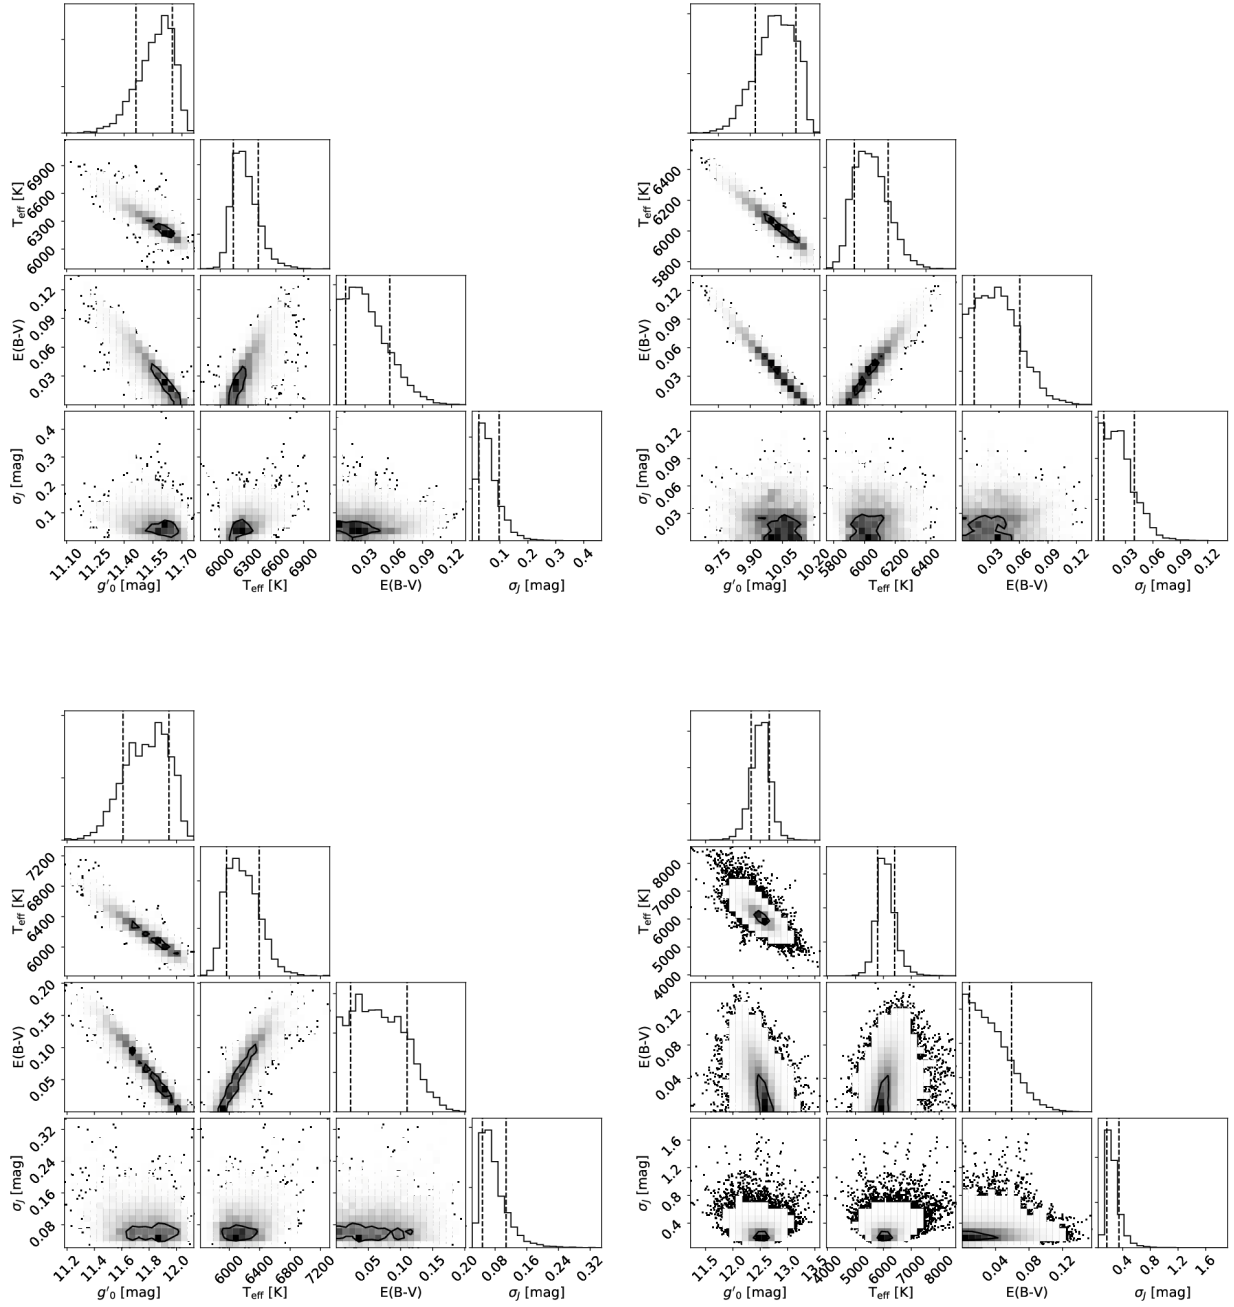 6900
6600
6300
6000
T_eff [K]
0.12
0.09
0.06
0.03
E(B-V)
0.4
0.3
0.2
0.1
σ_J [mag]
11.10 11.25 11.40 11.55 11.70
g'_0 [mag]
6000 6300 6600 6900
T_eff [K]
0.03 0.06 0.09 0.12
E(B-V)
0.1 0.2 0.3 0.4
σ_J [mag]
6400
6200
6000
5800
T_eff [K]
0.12
0.09
0.06
0.03
E(B-V)
0.12
0.09
0.06
0.03
σ_J [mag]
9.75 9.90 10.05 10.20
g'_0 [mag]
5800 6000 6200 6400
T_eff [K]
0.03 0.06 0.09 0.12
E(B-V)
0.03 0.06 0.09 0.12
σ_J [mag]
7200
6800
6400
6000
T_eff [K]
0.20
0.15
0.10
0.05
E(B-V)
0.32
0.24
0.16
0.08
σ_J [mag]
11.2 11.4 11.6 11.8 12.0
g'_0 [mag]
6000 6400 6800 7200
T_eff [K]
0.05 0.10 0.15 0.20
E(B-V)
0.08 0.16 0.24 0.32
σ_J [mag]
8000
7000
6000
5000
4000
T_eff [K]
0.12
0.08
0.04
E(B-V)
1.6
1.2
0.8
0.4
σ_J [mag]
11.5 12.0 12.5 13.0 13.5
g'_0 [mag]
4000 5000 6000 7000 8000
T_eff [K]
0.04 0.08 0.12
E(B-V)
0.4 0.8 1.2 1.6
σ_J [mag]